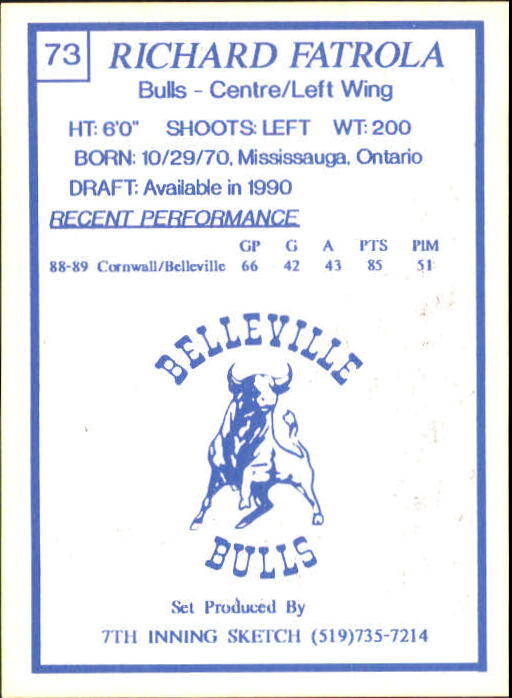 73
RICHARD FATROLA
Bulls - Centre/Left Wing
HT: 6'0" SHOOTS: LEFT WT: 200
BORN: 10/29/70, Mississauga, Ontario
DRAFT: Available in 1990
RECENT PERFORMANCE
GP G A PTS PIM
88-89 Cornwall/Belleville 66 42 43 85 51
BELLEVILLE
BULLS
Set Produced By
7TH INNING SKETCH (519)735-7214